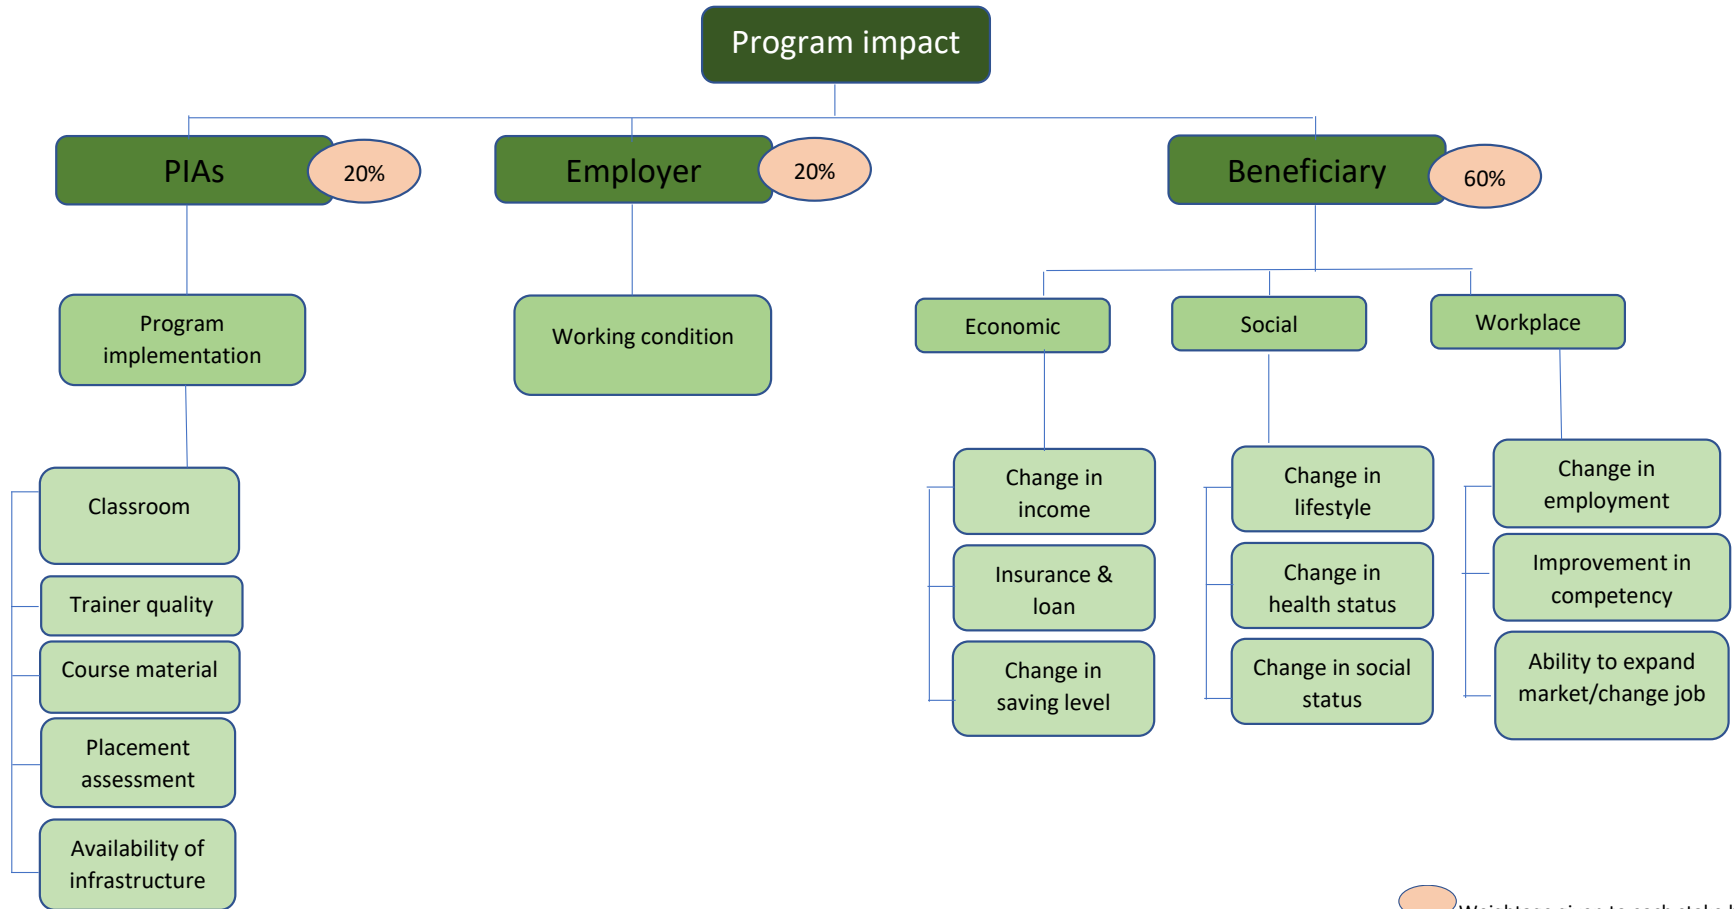 Program impact
PIAs
20%
Employer
20%
Beneficiary
60%
Program
implementation
Working condition
Economic
Social
Workplace
Classroom
Trainer quality
Course material
Placement
assessment
Availability of
infrastructure
Change in
income
Insurance &
loan
Change in
saving level
Change in
lifestyle
Change in
health status
Change in social
status
Change in
employment
Improvement in
competency
Ability to expand
market/change job